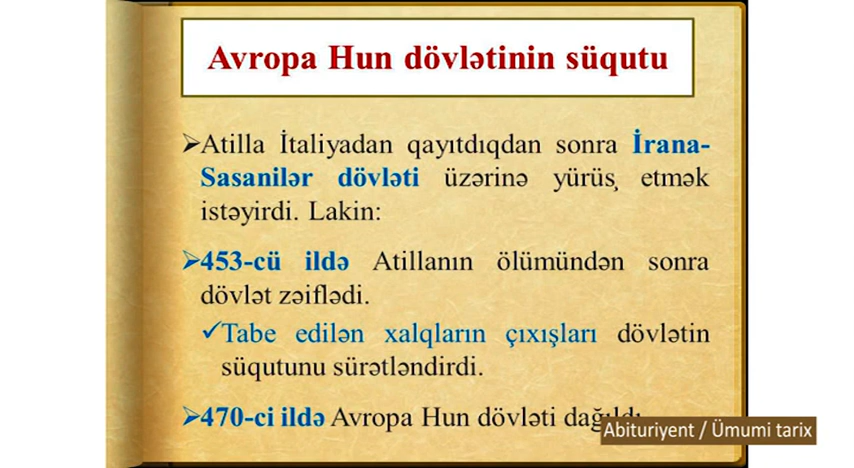 Avropa Hun dövlətinin süqutu
➢Atilla İtaliyadan qayıtdıqdan sonra İrana-
Sasanilər dövləti üzərinə yürüş etmək
istəyirdi. Lakin:
➢453-cü ildə Atillanın ölümündən sonra
dövlət zəiflədi.
✓Tabe edilən xalqların çıxışları dövlətin
süqutunu sürətləndirdi.
➢470-ci ildə Avropa Hun dövləti dağıldı
Abituriyent / Ümumi tarix